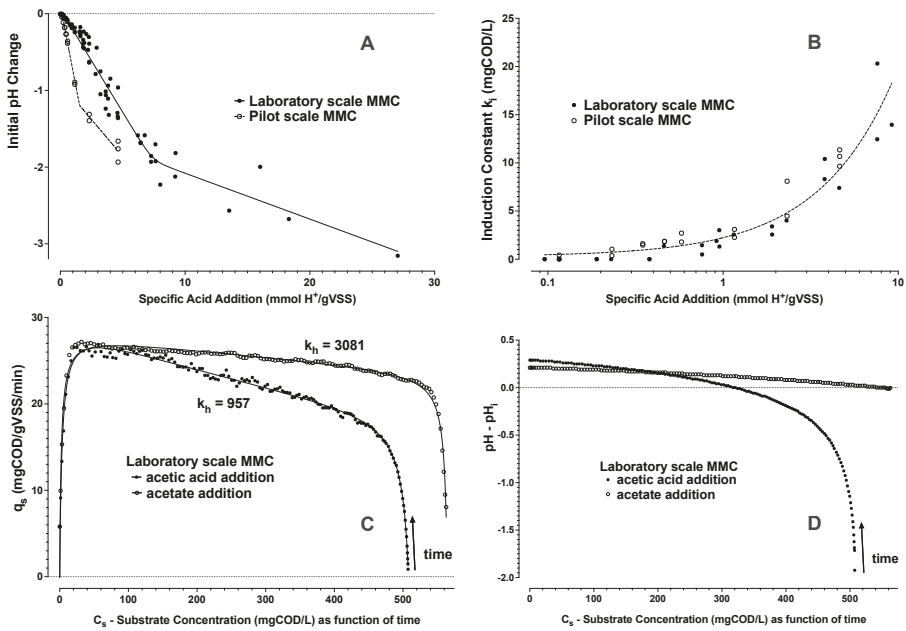 A
Initial pH Change
0
-1
-2
-3
Laboratory scale MMC
Pilot scale MMC
0 10 20 30
Specific Acid Addition (mmol H⁺/gVSS)
B
Induction Constant kᵢ (mgCOD/L)
25
20
15
10
5
0
Laboratory scale MMC
Pilot scale MMC
0.1 1 10
Specific Acid Addition (mmol H⁺/gVSS)
qₛ (mgCOD/gVSS/min)
30
20
10
0
kₕ = 3081
kₕ = 957
Laboratory scale MMC
acetic acid addition
acetate addition
C
time
0 100 200 300 400 500
Cₛ - Substrate Concentration (mgCOD/L) as function of time
pH - pHᵢ
0.5
0.0
-0.5
-1.0
-1.5
-2.0
Laboratory scale MMC
acetic acid addition
acetate addition
D
time
0 100 200 300 400 500
Cₛ - Substrate Concentration (mgCOD/L) as function of time